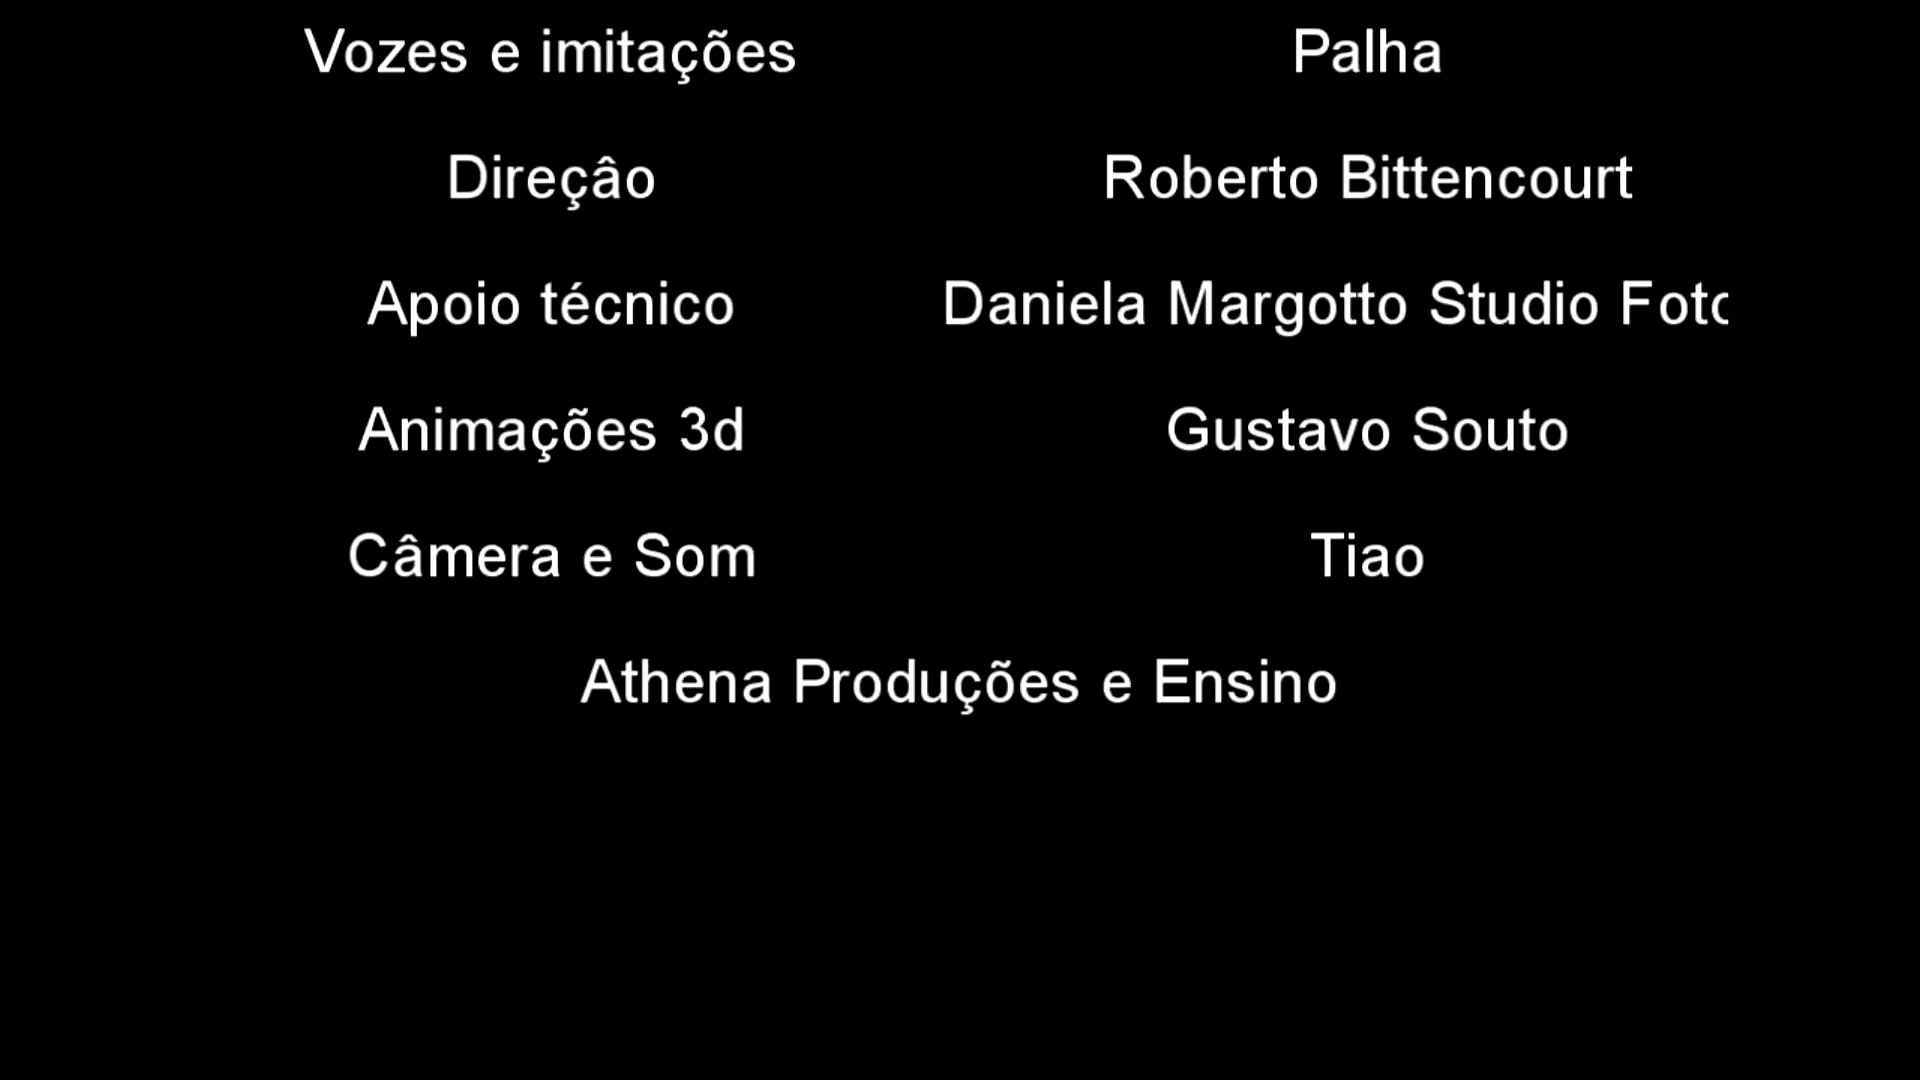 Vozes e imitações Palha
Direçâo Roberto Bittencourt
Apoio técnico Daniela Margotto Studio Foto
Animações 3d Gustavo Souto
Câmera e Som Tiao
Athena Produções e Ensino